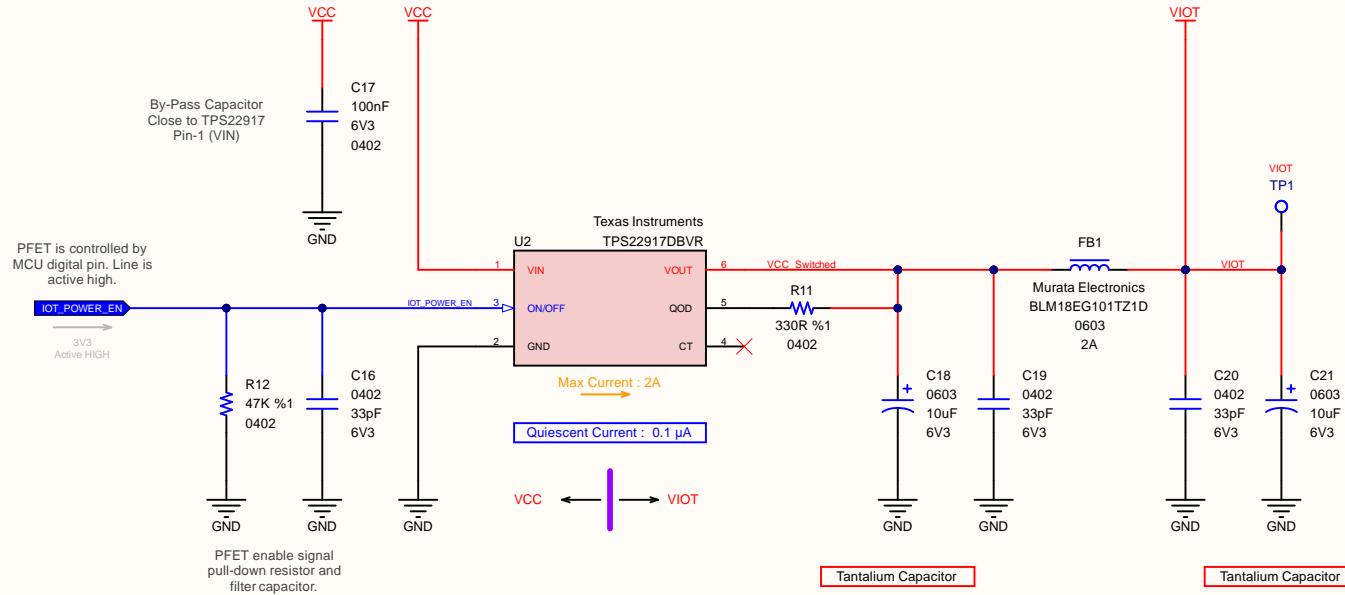 VCC
VCC
VIOT
By-Pass Capacitor
Close to TPS22917
Pin-1 (VIN)
C17
100nF
6V3
0402
GND
VIOT
TP1
PFET is controlled by
MCU digital pin. Line is
active high.
IOT_POWER_EN
3V3
Active HIGH
Texas Instruments
U2
TPS22917DBVR
1
VIN
VOUT
6
VCC_Switched
IOT_POWER_EN
3
ON/OFF
QOD
5
2
GND
CT
4
R11
330R %1
0402
FB1
Murata Electronics
BLM18EG101TZ1D
0603
2A
VIOT
Max Current : 2A
Quiescent Current : 0.1 µA
VCC
VIOT
R12
47K %1
0402
GND
C16
0402
33pF
6V3
GND
GND
PFET enable signal
pull-down resistor and
filter capacitor.
C18
0603
10uF
6V3
+
GND
C19
0402
33pF
6V3
GND
C20
0402
33pF
6V3
GND
C21
0603
10uF
6V3
+
GND
Tantalium Capacitor
Tantalium Capacitor